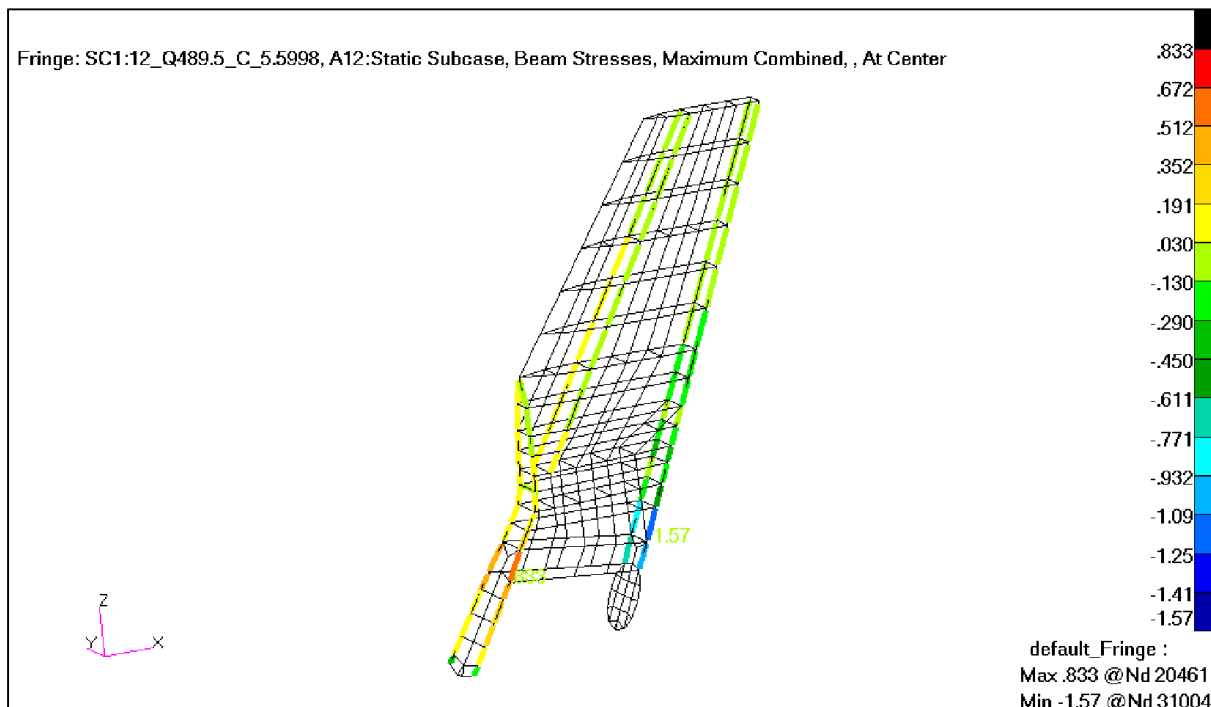 Fringe: SC1:12_Q489.5_C_5.5998, A12:Static Subcase, Beam Stresses, Maximum Combined, , At Center
.833
.672
.512
.352
.191
.030
-.130
-.290
-.450
-.611
-.771
-.932
-1.09
-1.25
-1.41
-1.57
1.57
.833
Z
Y
X
default_Fringe :
Max .833 @Nd 20461
Min -1.57 @Nd 31004